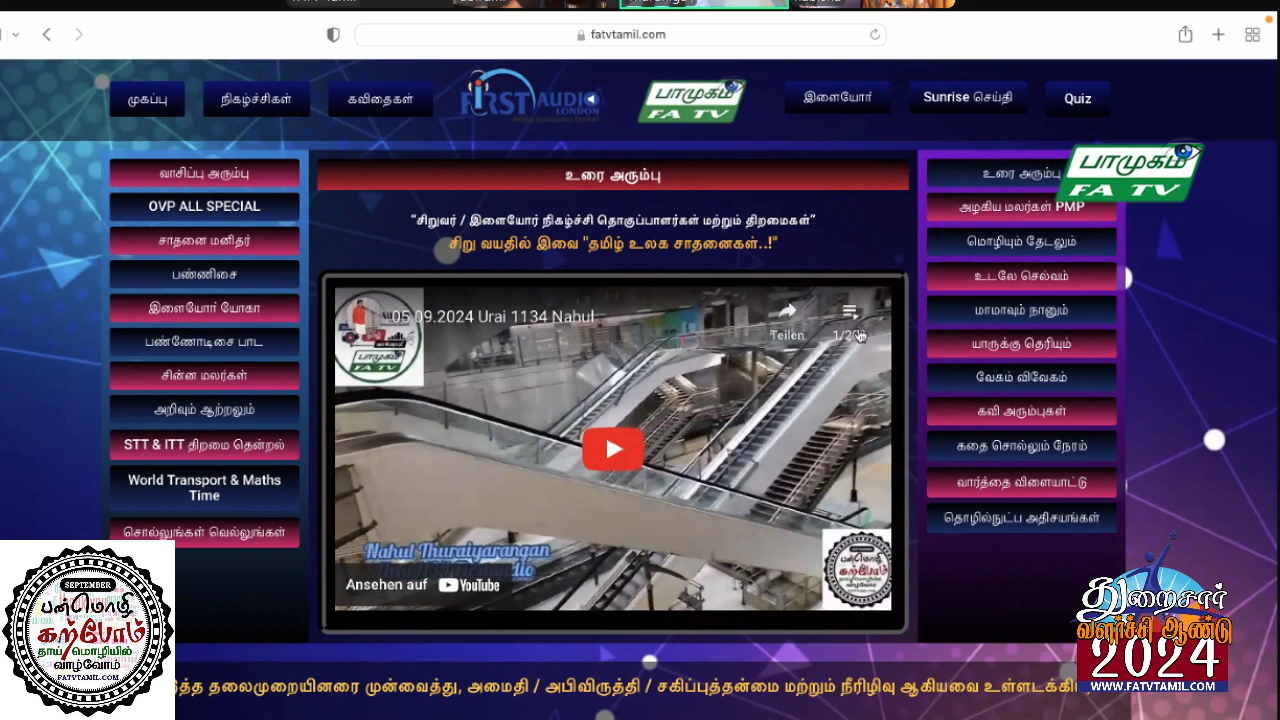 fatvtamil.com
முகப்பு
நிகழ்ச்சிகள்
கவிதைகள்
FiRST AUDIO
LONDON
பாமுகம்
FA TV
இளையோர்
Sunrise செய்தி
Quiz
வாசிப்பு அரும்பு
OVP ALL SPECIAL
சாதனை மனிதர்
பண்ணிசை
இளையோர் யோகா
பண்ணோடிசை பாட
சின்ன மலர்கள்
அறிவும் ஆற்றலும்
STT & ITT திறமை தென்றல்
World Transport & Maths
Time
சொல்லுங்கள் வெல்லுங்கள்
உரை அரும்பு
“சிறுவர் / இளையோர் நிகழ்ச்சி தொகுப்பாளர்கள் மற்றும் திறமைகள்”
சிறு வயதில் இவை "தமிழ் உலக சாதனைகள்..!"
05.09.2024 Urai 1134 Nahul
Teilen
பாமுகம்
FA TV
Nahul Thuraiyarangan
Ansehen auf YouTube
உரை அரும்பு
பாமுகம்
FA TV
அழகிய மலர்கள் PMP
மொழியும் தேடலும்
உடலே செல்வம்
மாமாவும் நானும்
யாருக்கு தெரியும்
வேகம் விவேகம்
கவி அரும்புகள்
கதை சொல்லும் நேரம்
வார்த்தை விளையாட்டு
தொழில்நுட்ப அதிசயங்கள்
SEPTEMBER
பன்மொழி
கற்போம்
தாய் மொழியில்
வாழ்வோம்
FATVTAMIL.COM
துறைசார்
வளர்ச்சி ஆண்டு
2024
WWW.FATVTAMIL.COM
தலைமுறையினரை முன்வைத்து, அமைதி / அபிவிருத்தி / சகிப்புத்தன்மை மற்றும் நீரிழிவு ஆகியவை